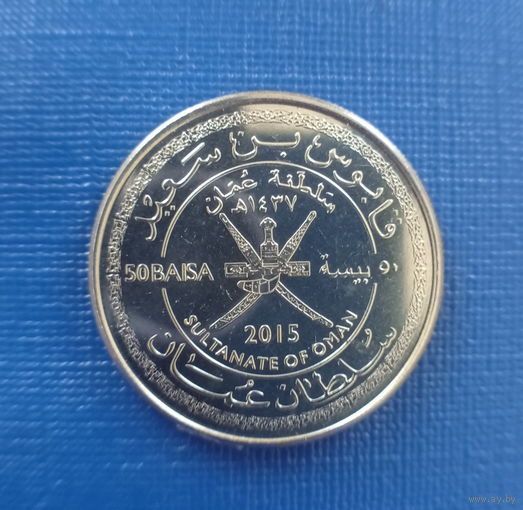 قابوس بن سعيد
سلطنة عمان
١٤٣٧هـ
50 BAISA
٥٠ بيسة
2015
SULTANATE OF OMAN
سلطان عمان
www.ay.by